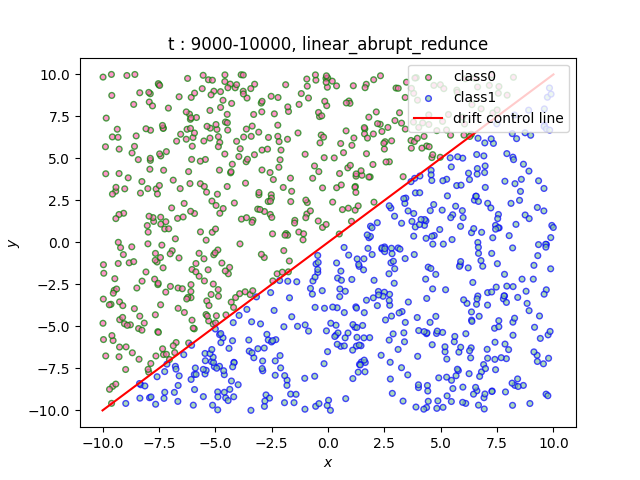 t : 9000-10000, linear_abrupt_redunce
class0
class1
drift control line
10.0
7.5
5.0
2.5
0.0
−2.5
−5.0
−7.5
−10.0
y
−10.0 −7.5 −5.0 −2.5 0.0 2.5 5.0 7.5 10.0
x